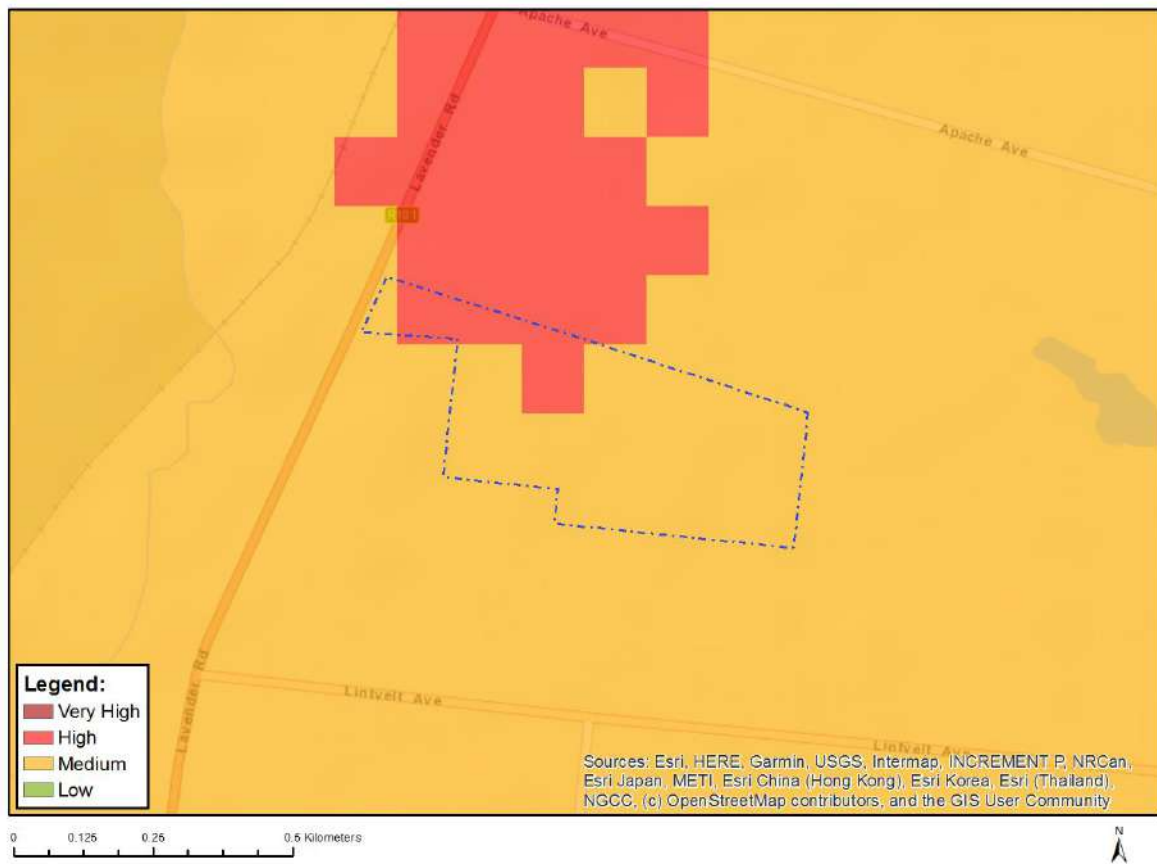 Apache Ave
Lavender Rd
Apache Ave
Lavender Rd
Lintvelt Ave
Lintvelt Ave
Legend:
Very High
High
Medium
Low
Sources: Esri, HERE, Garmin, USGS, Intermap, INCREMENT P, NRCan,
Esri Japan, METI, Esri China (Hong Kong), Esri Korea, Esri (Thailand),
NGCC, (c) OpenStreetMap contributors, and the GIS User Community
0 0.125 0.25 0.5 Kilometers
N